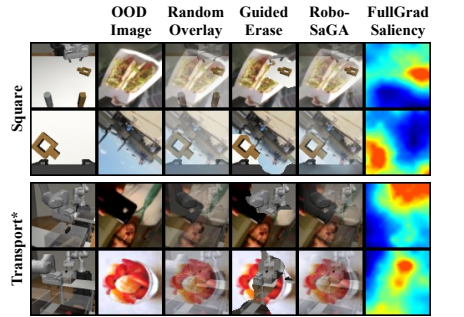 OOD Random Guided Robo- FullGrad
Image Overlay Erase SaGA Saliency
Square
Transport*